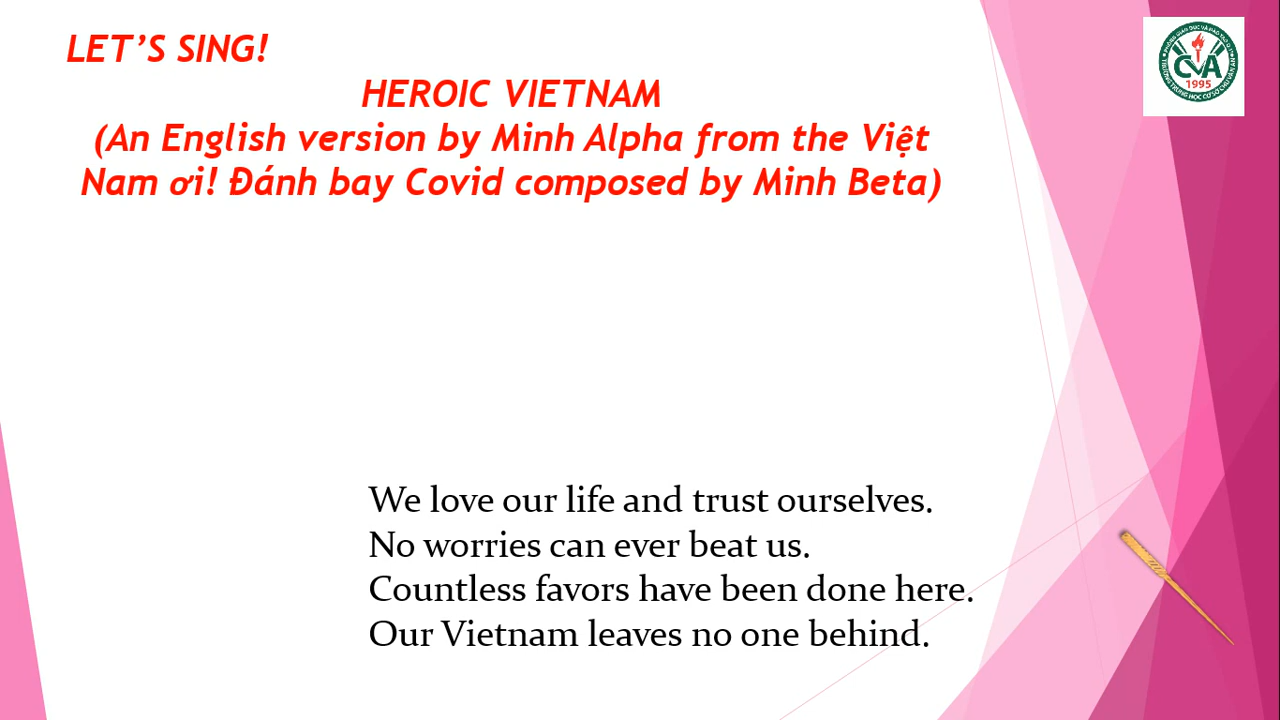 LET’S SING!
HEROIC VIETNAM
(An English version by Minh Alpha from the Việt
Nam ơi! Đánh bay Covid composed by Minh Beta)
CVA
1995
We love our life and trust ourselves.
No worries can ever beat us.
Countless favors have been done here.
Our Vietnam leaves no one behind.